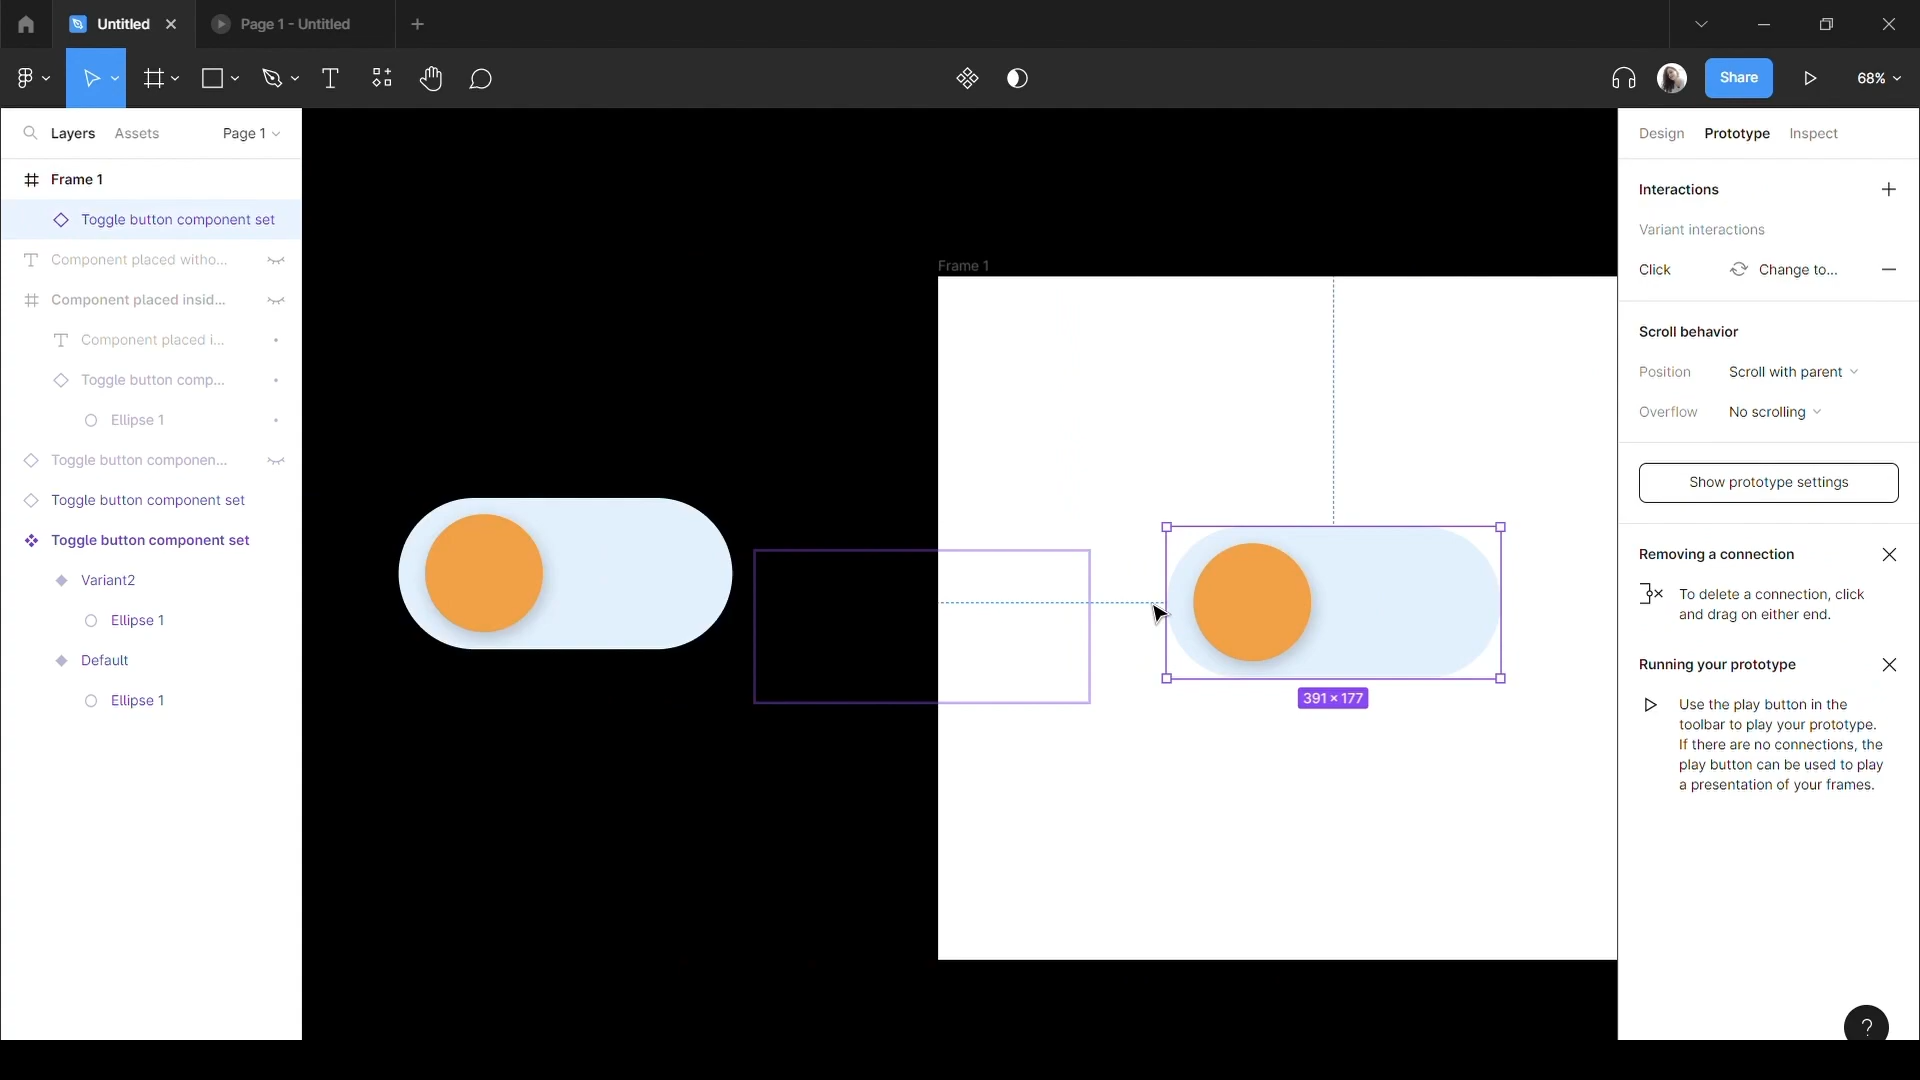 Untitled
Page 1 - Untitled
Share
68%
Layers
Assets
Page 1
Frame 1
Toggle button component set
Component placed witho...
Component placed insid...
Component placed i...
Toggle button comp...
Ellipse 1
Toggle button componen...
Toggle button component set
Toggle button component set
Variant2
Ellipse 1
Default
Ellipse 1
Frame 1
391 × 177
Design
Prototype
Inspect
Interactions
Variant interactions
Click
Change to...
Scroll behavior
Position
Scroll with parent
Overflow
No scrolling
Show prototype settings
Removing a connection
To delete a connection, click
and drag on either end.
Running your prototype
Use the play button in the
toolbar to play your prototype.
If there are no connections, the
play button can be used to play
a presentation of your frames.
?